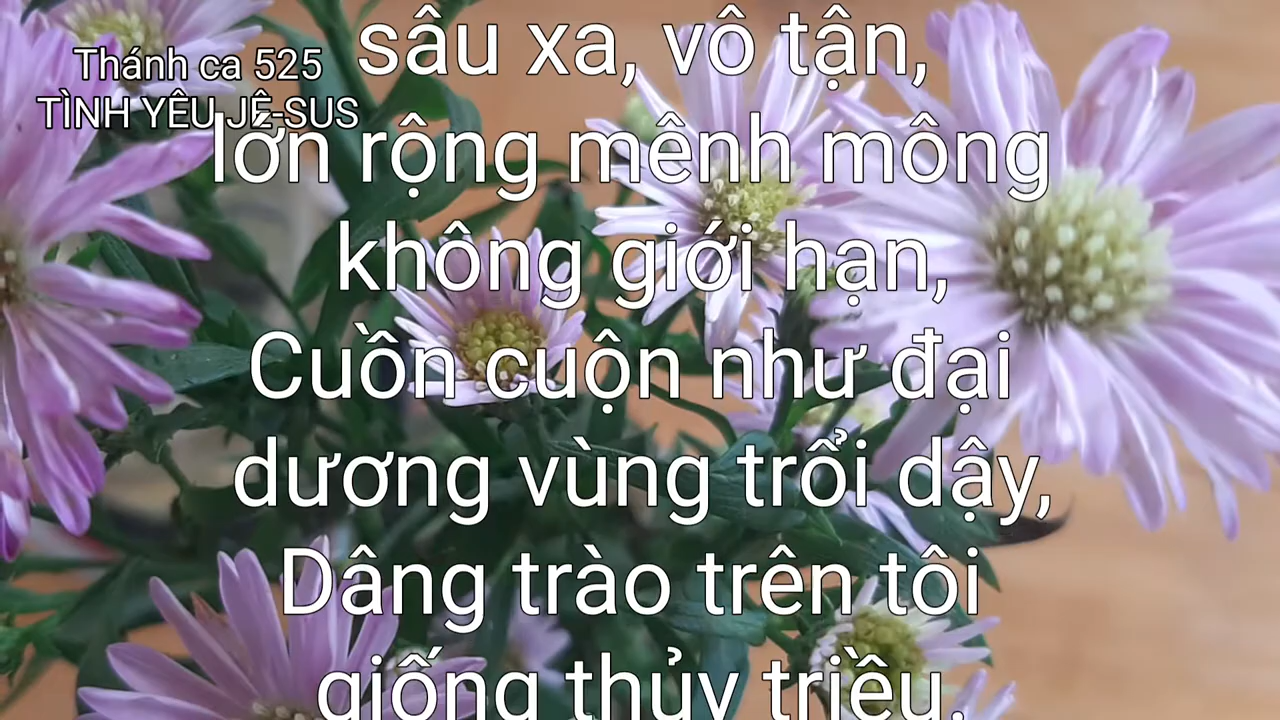 Thánh ca 525
TÌNH YÊU JÊ-SUS
sâu xa, vô tận,
lớn rộng mênh mông
không giới hạn,
Cuồn cuộn như đại
dương vùng trổi dậy,
Dâng trào trên tôi
giống thủy triều.